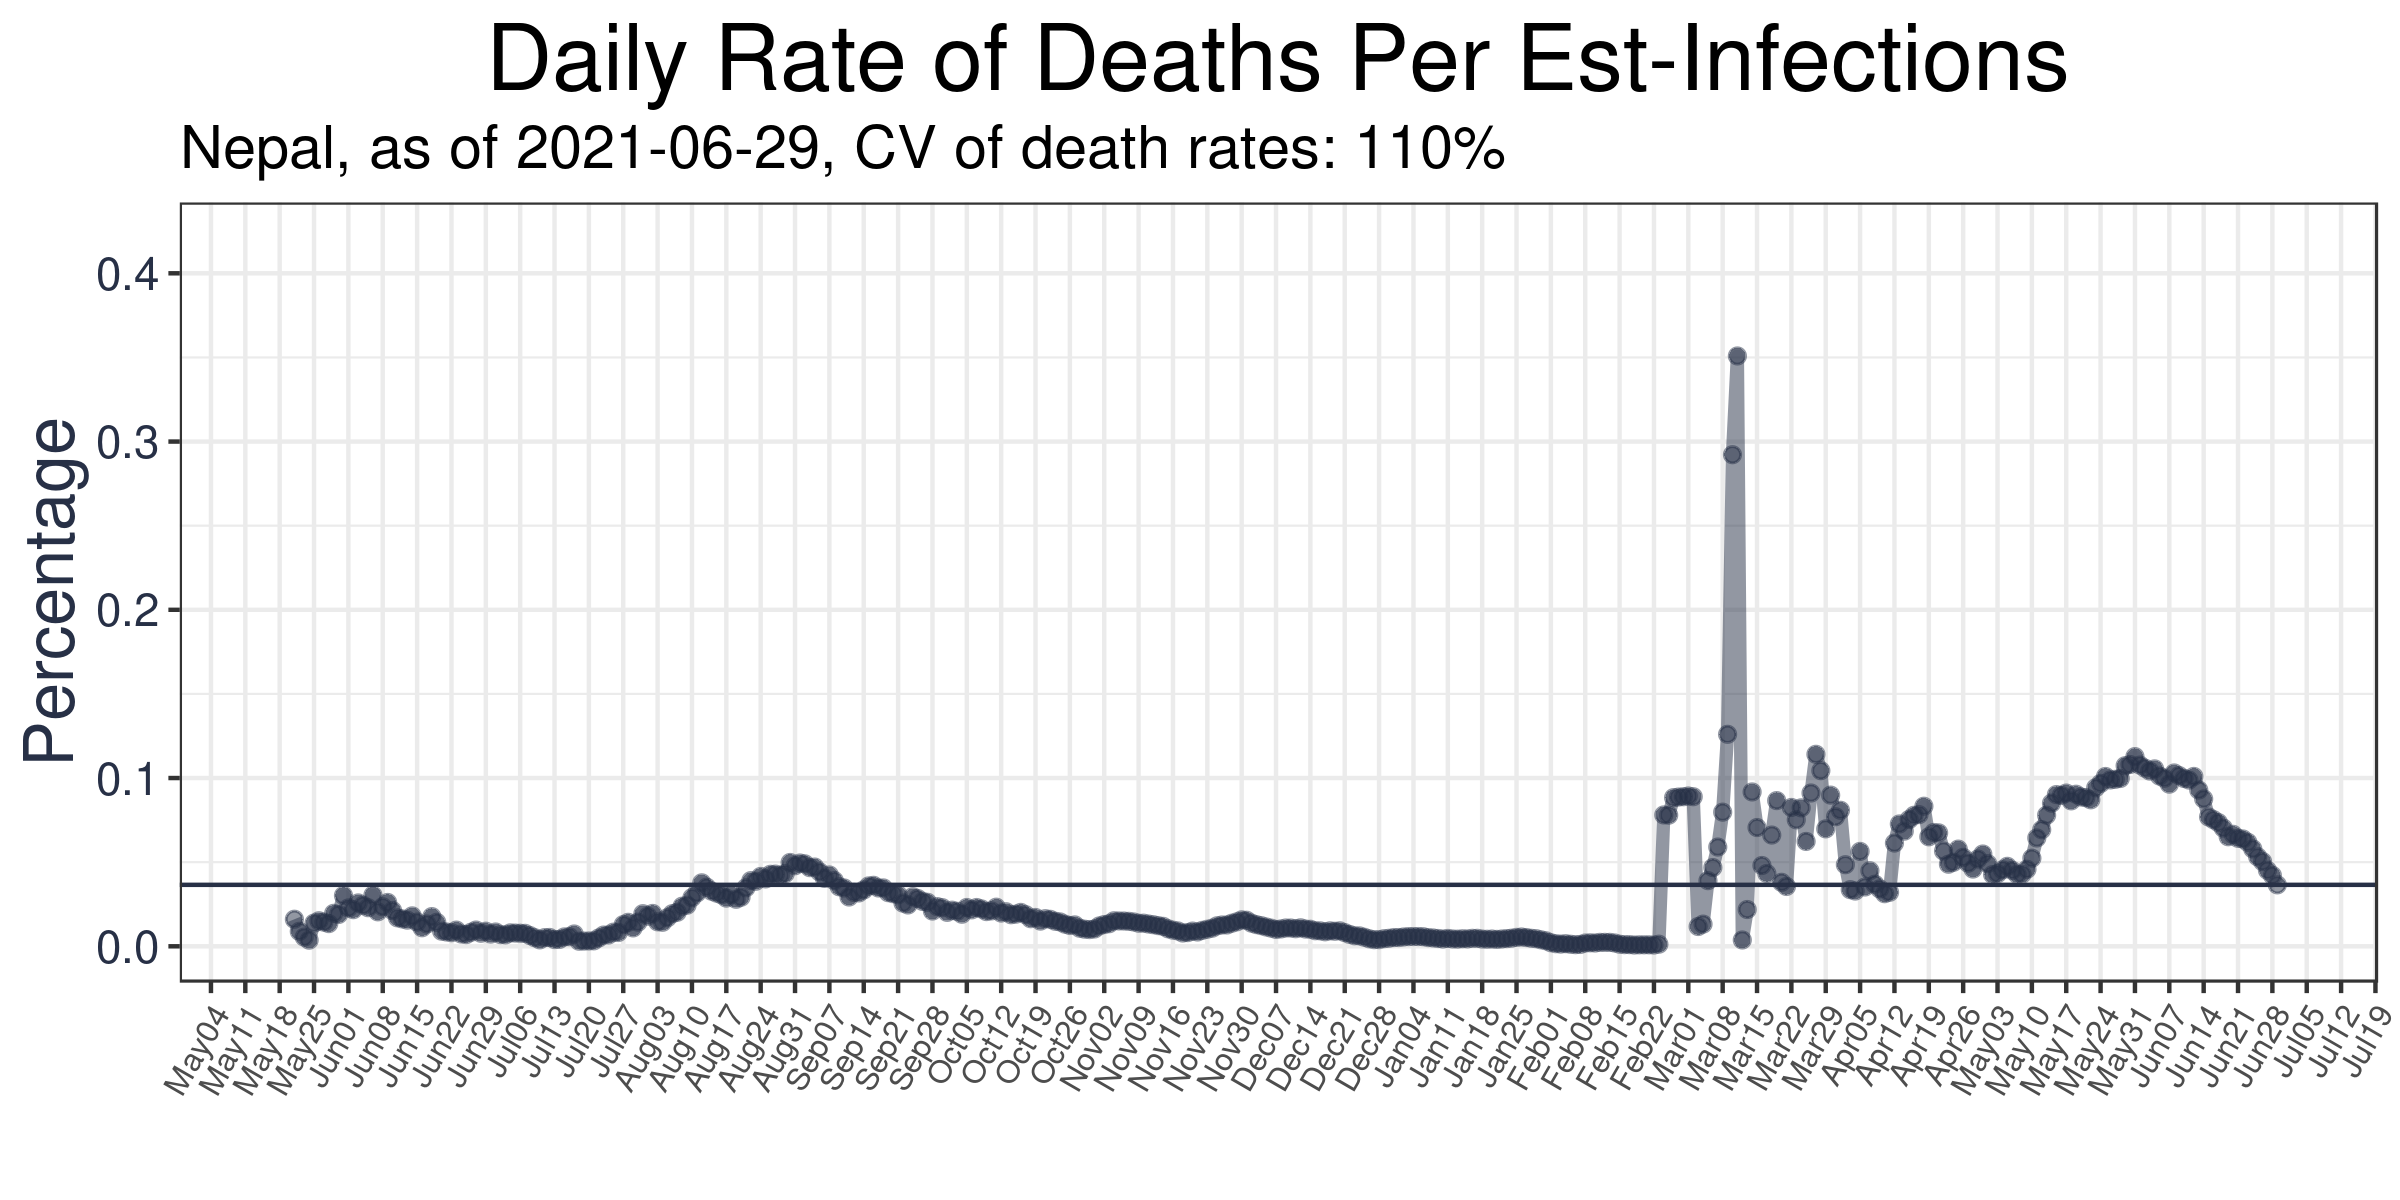 Daily Rate of Deaths Per Est-Infections
Nepal, as of 2021-06-29, CV of death rates: 110%
Percentage
0.4
0.3
0.2
0.1
0.0
May04
May11
May18
May25
Jun01
Jun08
Jun15
Jun22
Jun29
Jul06
Jul13
Jul20
Jul27
Aug03
Aug10
Aug17
Aug24
Aug31
Sep07
Sep14
Sep21
Sep28
Oct05
Oct12
Oct19
Oct26
Nov02
Nov09
Nov16
Nov23
Nov30
Dec07
Dec14
Dec21
Dec28
Jan04
Jan11
Jan18
Jan25
Feb01
Feb08
Feb15
Feb22
Mar01
Mar08
Mar15
Mar22
Mar29
Apr05
Apr12
Apr19
Apr26
May03
May10
May17
May24
May31
Jun07
Jun14
Jun21
Jun28
Jul05
Jul12
Jul19